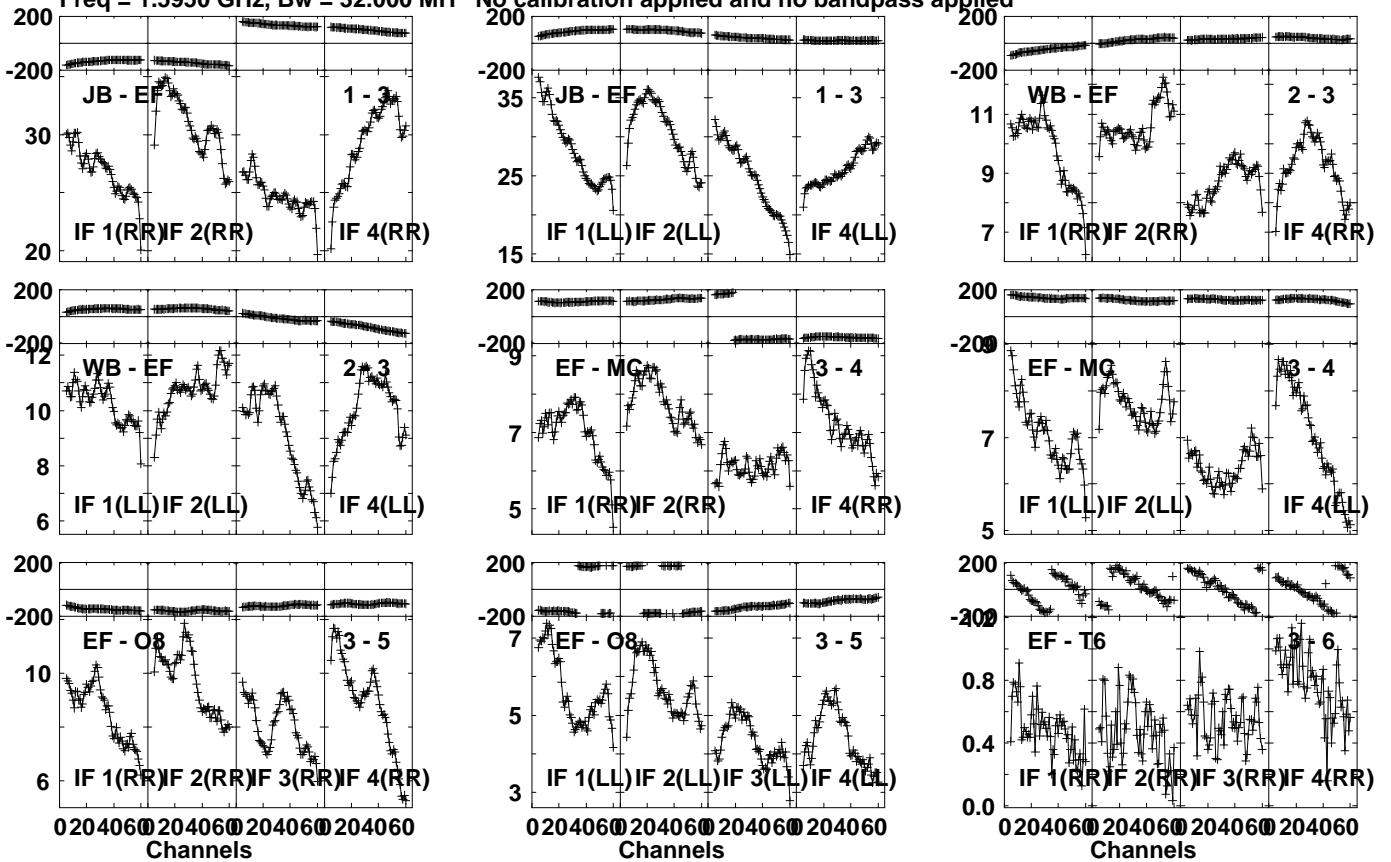 Freq = 1.5950 GHz, Bw = 32.000 MH No calibration applied and no bandpass applied
200
-200
30
20
JB - EF 1 - 3
IF 1(RR) IF 2(RR) IF 4(RR)
35
25
15
JB - EF 1 - 3
IF 1(LL) IF 2(LL) IF 4(LL)
200
-200
11
9
7
WB - EF 2 - 3
IF 1(RR) IF 2(RR) IF 4(RR)
200
-200
12
10
8
6
WB - EF 2 - 3
IF 1(LL) IF 2(LL) IF 4(LL)
200
-200
9
7
5
EF - MC 3 - 4
IF 1(RR) IF 2(RR) IF 4(RR)
200
-200
9
7
5
EF - MC 3 - 4
IF 1(LL) IF 2(LL) IF 4(LL)
200
-200
10
6
EF - O8 3 - 5
IF 1(RR) IF 2(RR) IF 3(RR) IF 4(RR)
0 20 40 60 0 20 40 60 0 20 40 60 0 20 40 60
Channels
200
-200
7
5
3
EF - O8 3 - 5
IF 1(LL) IF 2(LL) IF 3(LL) IF 4(LL)
0 20 40 60 0 20 40 60 0 20 40 60 0 20 40 60
Channels
200
-200
1.2
0.8
0.4
0.0
EF - T6 3 - 6
IF 1(RR) IF 2(RR) IF 3(RR) IF 4(RR)
0 20 40 60 0 20 40 60 0 20 40 60 0 20 40 60
Channels